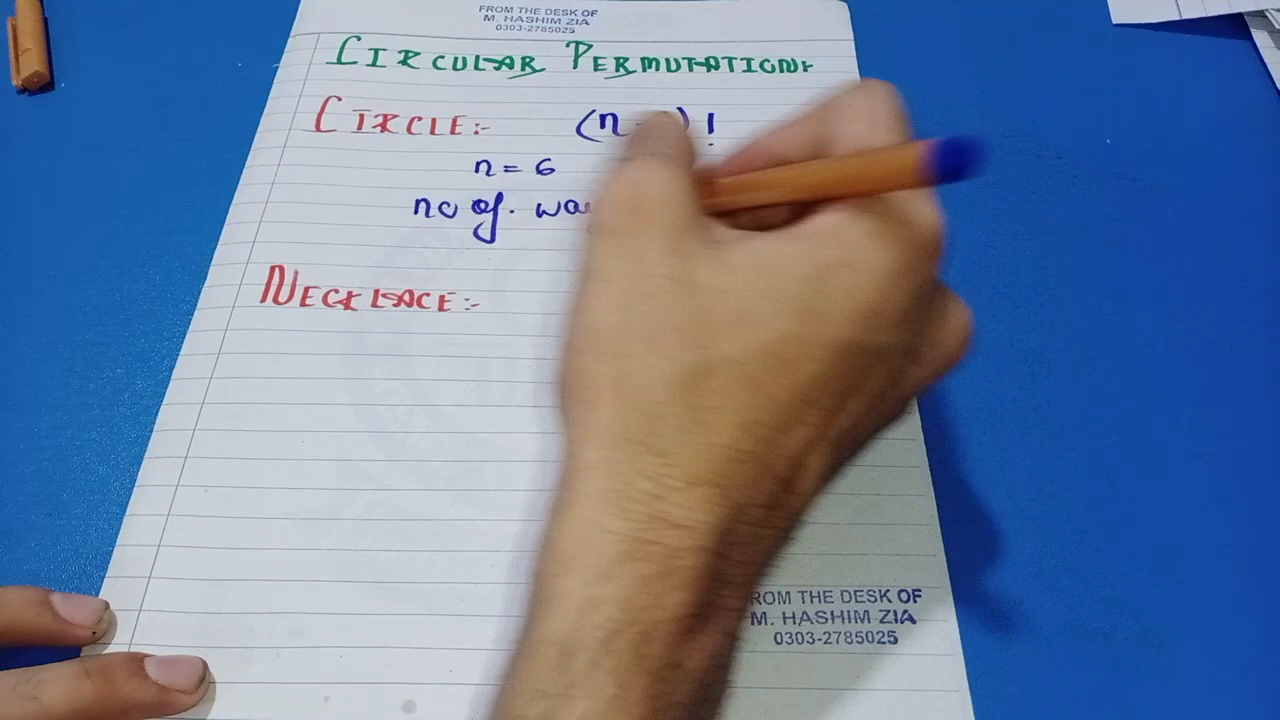 FROM THE DESK OF
M. HASHIM ZIA
0303-2785025
CIRCULAR PERMUTATION:
CIRCLE:- (n- )!
n = 6
no of.
NECKLACE:-
ROM THE DESK OF
M. HASHIM ZIA
0303-2785025